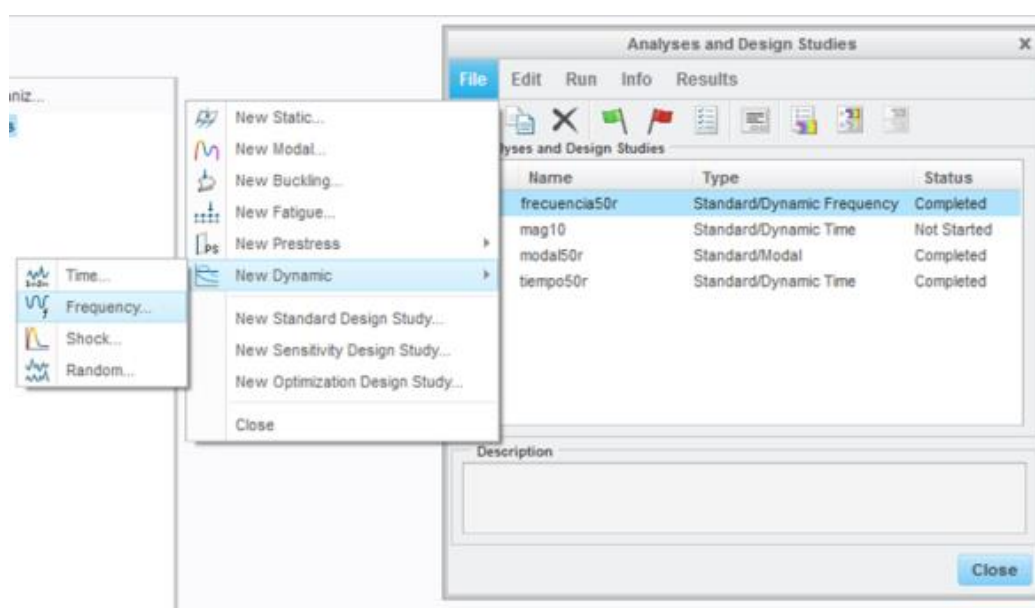 Analyses and Design Studies X
File Edit Run Info Results
niz...
s
yses and Design Studies
Name Type Status
frecuencia50r Standard/Dynamic Frequency Completed
mag10 Standard/Dynamic Time Not Started
modal50r Standard/Modal Completed
tiempo50r Standard/Dynamic Time Completed
New Static...
New Modal...
New Buckling...
New Fatigue...
PS New Prestress
New Dynamic
New Standard Design Study...
New Sensitivity Design Study...
New Optimization Design Study...
Close
Time...
Frequency...
Shock...
Random...
Description
Close